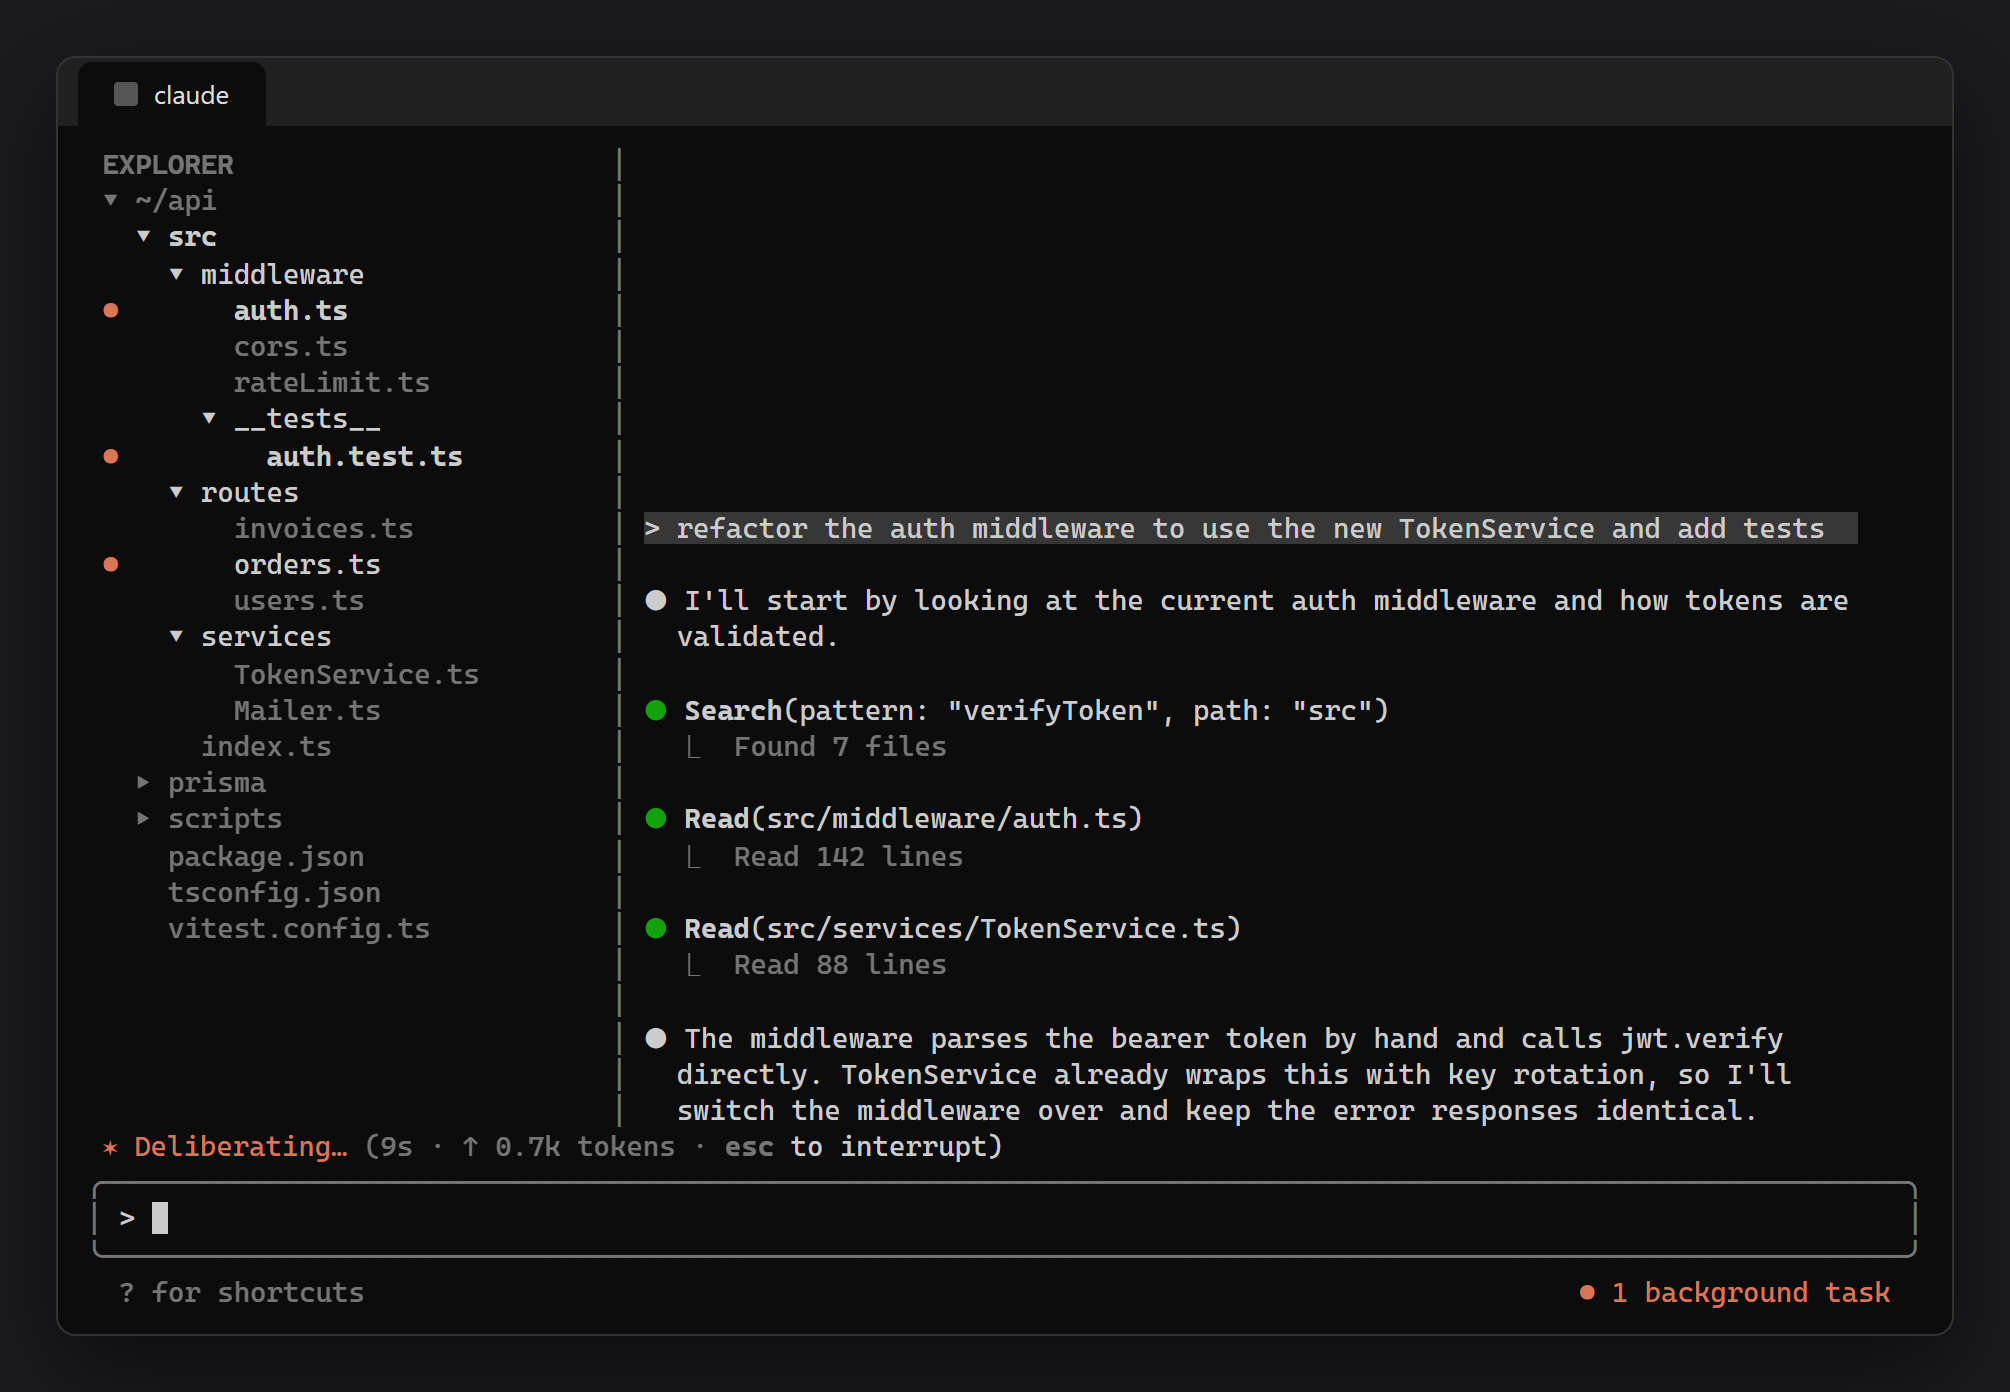 claude
EXPLORER
▼ ~/api
▼ src
▼ middleware
● auth.ts
cors.ts
rateLimit.ts
▼ __tests__
● auth.test.ts
▼ routes
invoices.ts
● orders.ts
users.ts
▼ services
TokenService.ts
Mailer.ts
index.ts
▶ prisma
▶ scripts
package.json
tsconfig.json
vitest.config.ts
> refactor the auth middleware to use the new TokenService and add tests
● I'll start by looking at the current auth middleware and how tokens are
validated.
● Search(pattern: "verifyToken", path: "src")
⎿ Found 7 files
● Read(src/middleware/auth.ts)
⎿ Read 142 lines
● Read(src/services/TokenService.ts)
⎿ Read 88 lines
● The middleware parses the bearer token by hand and calls jwt.verify
directly. TokenService already wraps this with key rotation, so I'll
switch the middleware over and keep the error responses identical.
✶ Deliberating… (9s · ↑ 0.7k tokens · esc to interrupt)
>
? for shortcuts
● 1 background task